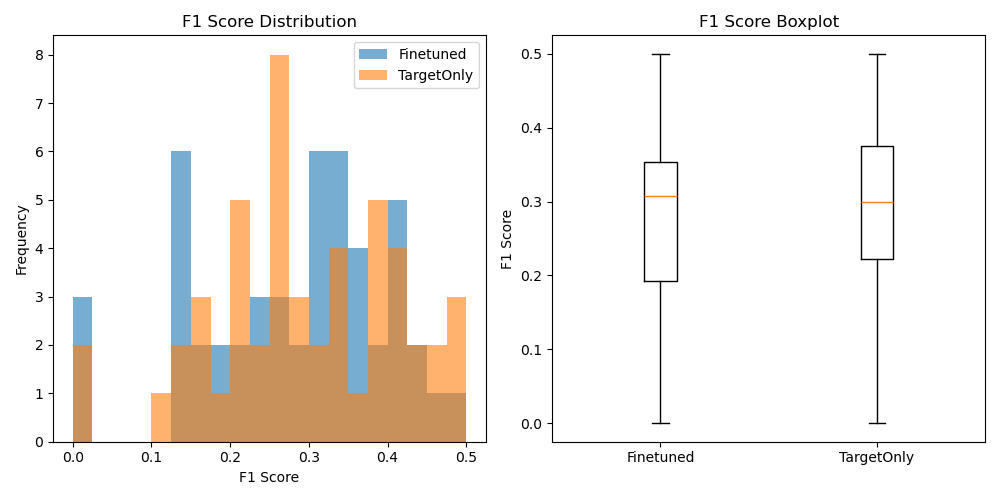 F1 Score Distribution
Finetuned
TargetOnly
8
7
6
5
4
3
2
1
0
Frequency
0.0 0.1 0.2 0.3 0.4 0.5
F1 Score
F1 Score Boxplot
0.5
0.4
0.3
0.2
0.1
0.0
F1 Score
Finetuned TargetOnly